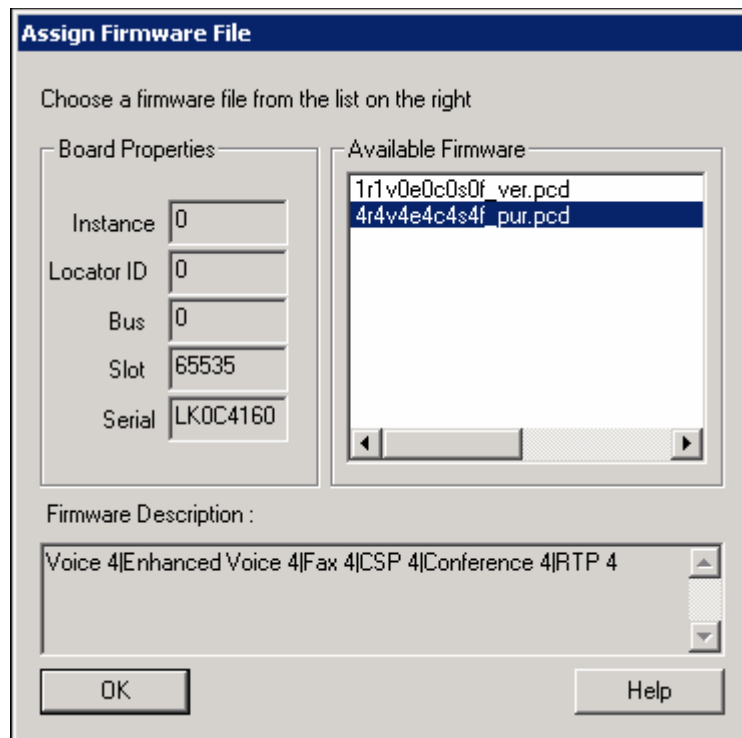 Assign Firmware File
Choose a firmware file from the list on the right
Board Properties
Instance 0
Locator ID 0
Bus 0
Slot 65535
Serial LK0C4160
Available Firmware
1r1v0e0c0s0f_ver.pcd
4r4v4e4c4s4f_pur.pcd
Firmware Description :
Voice 4|Enhanced Voice 4|Fax 4|CSP 4|Conference 4|RTP 4
OK
Help